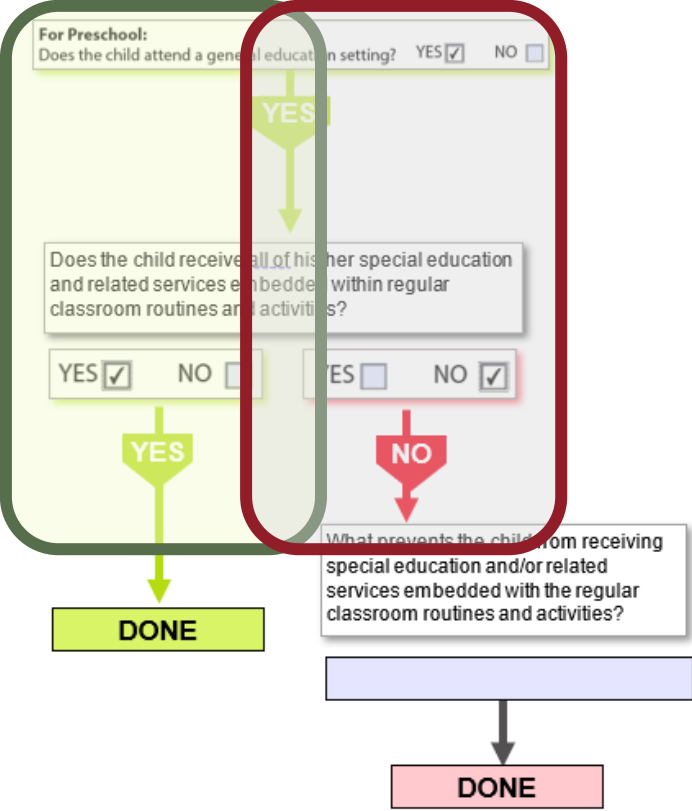 For Preschool:
Does the child attend a general education setting? YES NO
YES
Does the child receive all of his/her special education
and related services embedded within regular
classroom routines and activities?
YES NO YES NO
YES NO
What prevents the child from receiving
special education and/or related
services embedded with the regular
classroom routines and activities?
DONE
DONE